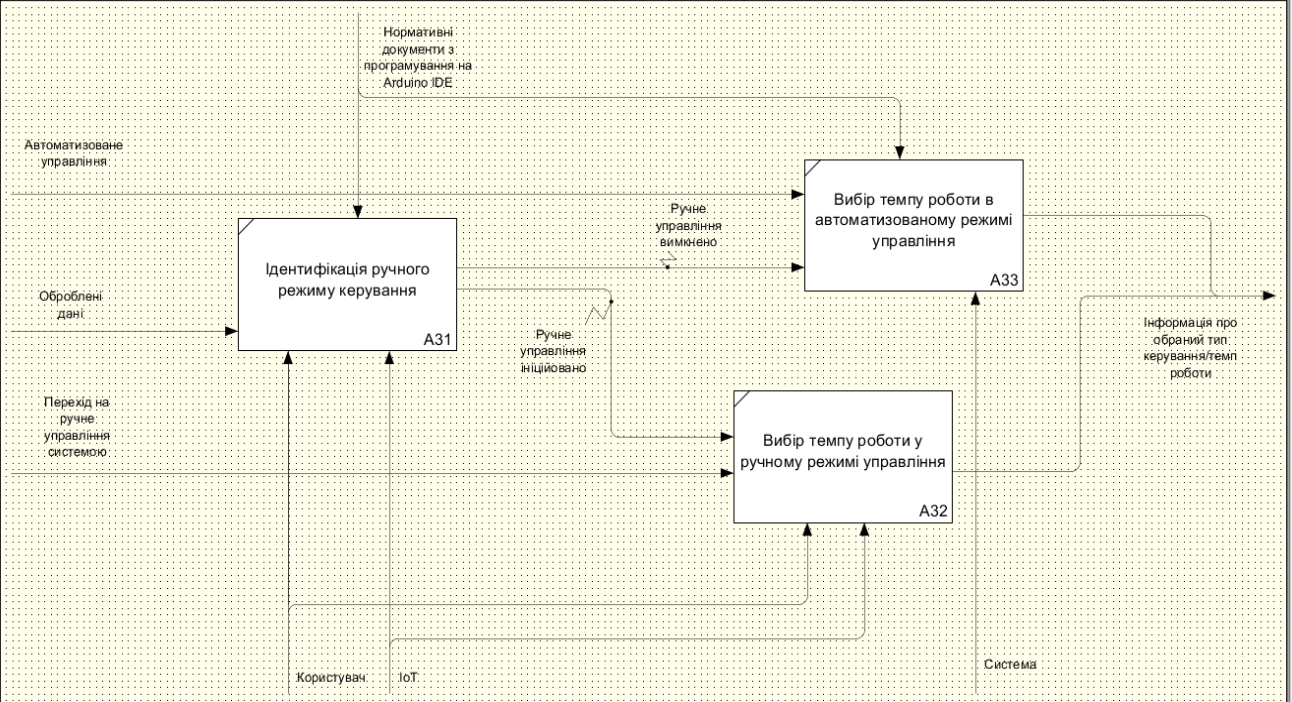 Нормативні
документи з
програмування на
Arduino IDE
Автоматизоване
управління
Вибір темпу роботи в
автоматизованому режимі
управління
A33
Ручне
управління
вимкнено
Ідентифікація ручного
режиму керування
A31
Оброблені
дані
Ручне
управління
ініційовано
Інформація про
обраний тип
керування/темп
роботи
Перехід на
ручне
управління
системою
Вибір темпу роботи у
ручному режимі управління
A32
Користувач
IoT
Система